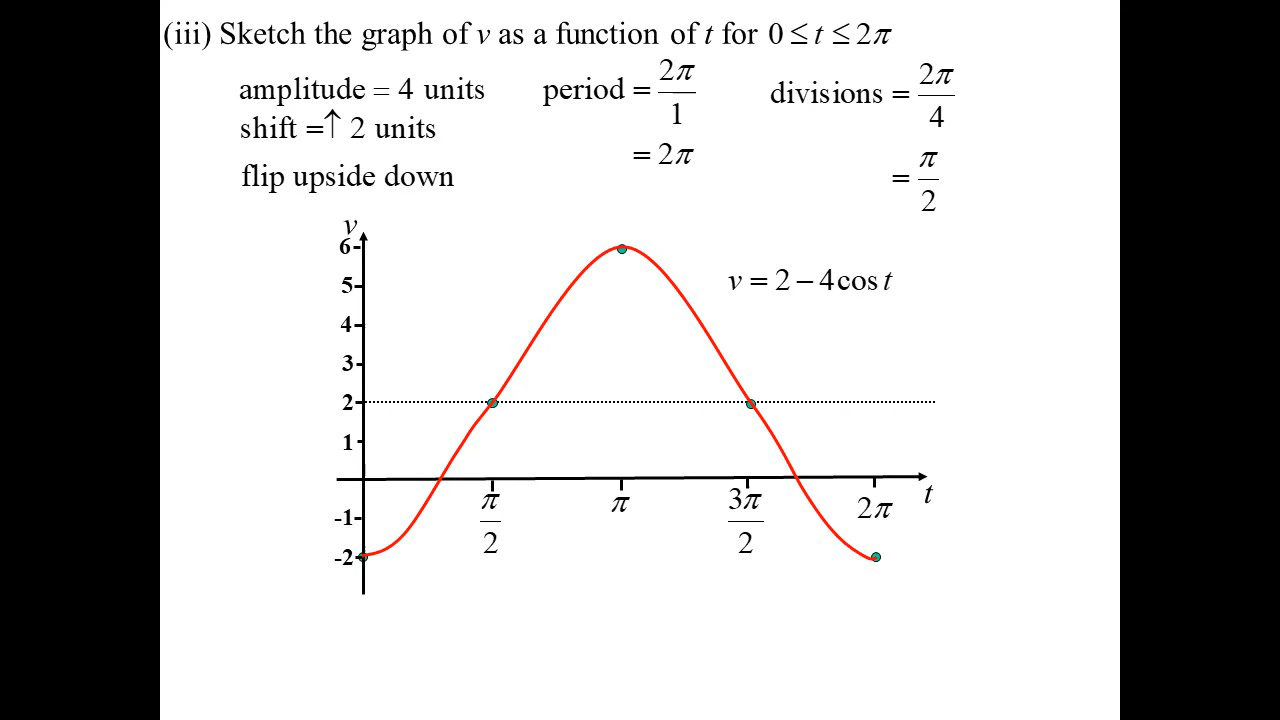 (iii) Sketch the graph of v as a function of t for 0 ≤ t ≤ 2π
amplitude = 4 units
shift = ↑ 2 units
flip upside down
period = 2π/1
= 2π
divisions = 2π/4
= π/2
v
6
5
4
3
2
1
-1
-2
v = 2 − 4cos t
π/2
π
3π/2
2π
t